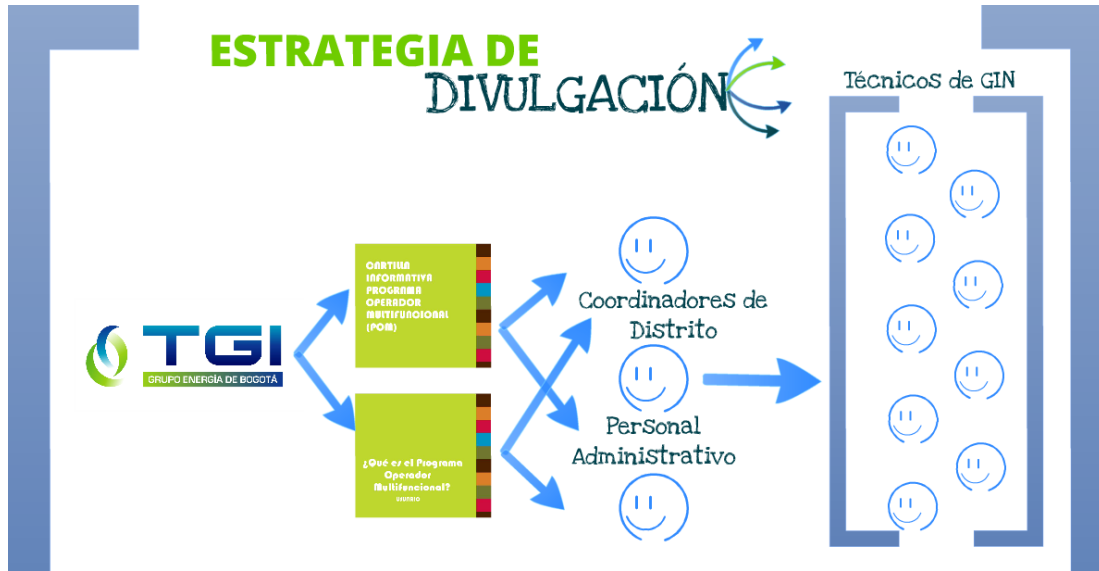 ESTRATEGIA DE
DIVULGACIÓN
Técnicos de GIN
TGI
GRUPO ENERGÍA DE BOGOTÁ
CARTILLA
INFORMATIVA
PROGRAMA
OPERADOR
MULTIFUNCIONAL
(POM)
¿Qué es el Programa
Operador
Multifuncional?
USUARIO
Coordinadores de
Distrito
Personal
Administrativo